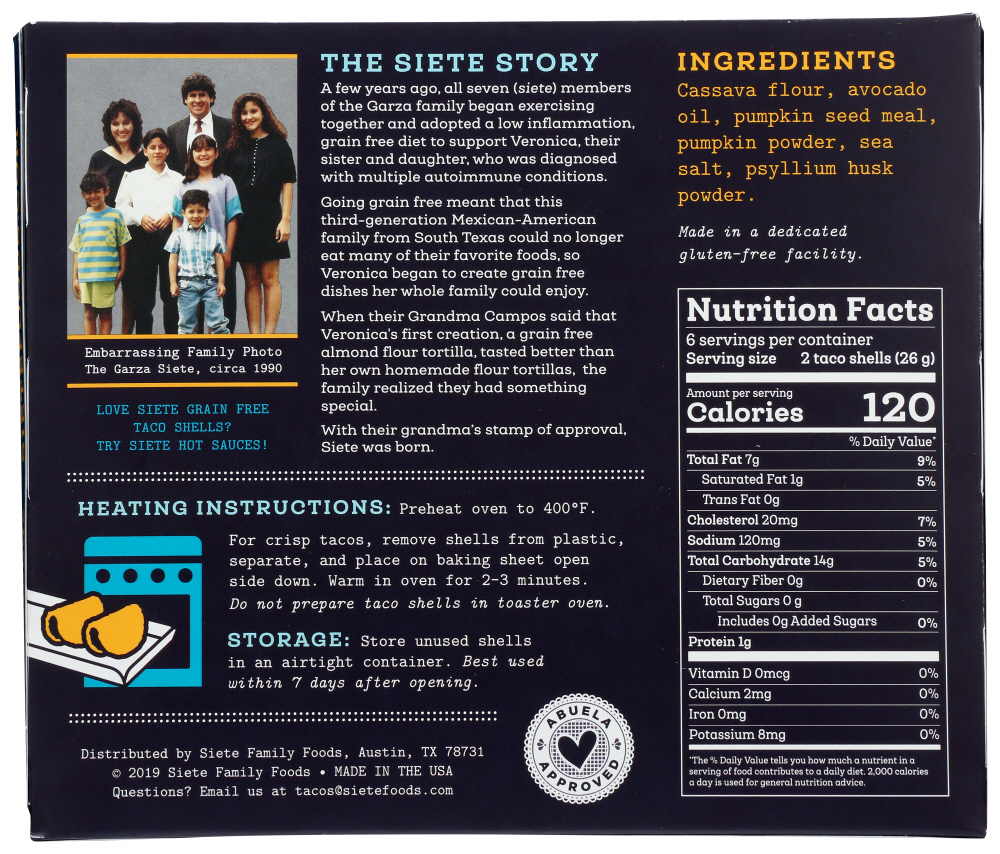 THE SIETE STORY
A few years ago, all seven (siete) members
of the Garza family began exercising
together and adopted a low inflammation,
grain free diet to support Veronica, their
sister and daughter, who was diagnosed
with multiple autoimmune conditions.
Going grain free meant that this
third-generation Mexican-American
family from South Texas could no longer
eat many of their favorite foods, so
Veronica began to create grain free
dishes her whole family could enjoy.
When their Grandma Campos said that
Veronica's first creation, a grain free
almond flour tortilla, tasted better than
her own homemade flour tortillas, the
family realized they had something
special.
With their grandma's stamp of approval,
Siete was born.
Embarrassing Family Photo
The Garza Siete, circa 1990
LOVE SIETE GRAIN FREE
TACO SHELLS?
TRY SIETE HOT SAUCES!
HEATING INSTRUCTIONS: Preheat oven to 400°F.
For crisp tacos, remove shells from plastic,
separate, and place on baking sheet open
side down. Warm in oven for 2-3 minutes.
Do not prepare taco shells in toaster oven.
STORAGE: Store unused shells
in an airtight container. Best used
within 7 days after opening.
Distributed by Siete Family Foods, Austin, TX 78731
© 2019 Siete Family Foods • MADE IN THE USA
Questions? Email us at tacos@sietefoods.com
ABUELA
APPROVED
INGREDIENTS
Cassava flour, avocado
oil, pumpkin seed meal,
pumpkin powder, sea
salt, psyllium husk
powder.
Made in a dedicated
gluten-free facility.
Nutrition Facts
6 servings per container
Serving size 2 taco shells (26 g)
Amount per serving
Calories 120
% Daily Value*
Total Fat 7g 9%
Saturated Fat 1g 5%
Trans Fat 0g
Cholesterol 20mg 7%
Sodium 120mg 5%
Total Carbohydrate 14g 5%
Dietary Fiber 0g 0%
Total Sugars 0 g
Includes 0g Added Sugars 0%
Protein 1g
Vitamin D 0mcg 0%
Calcium 2mg 0%
Iron 0mg 0%
Potassium 8mg 0%
*The % Daily Value tells you how much a nutrient in a
serving of food contributes to a daily diet. 2,000 calories
a day is used for general nutrition advice.